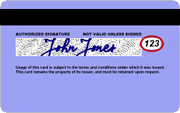 AUTHORIZED SIGNATURE NOT VALID UNLESS SIGNED
John Jones 123
Usage of this card is subject to the terms and conditions under which it was issued.
This card remains the property of its issuer, and must be returned upon request.